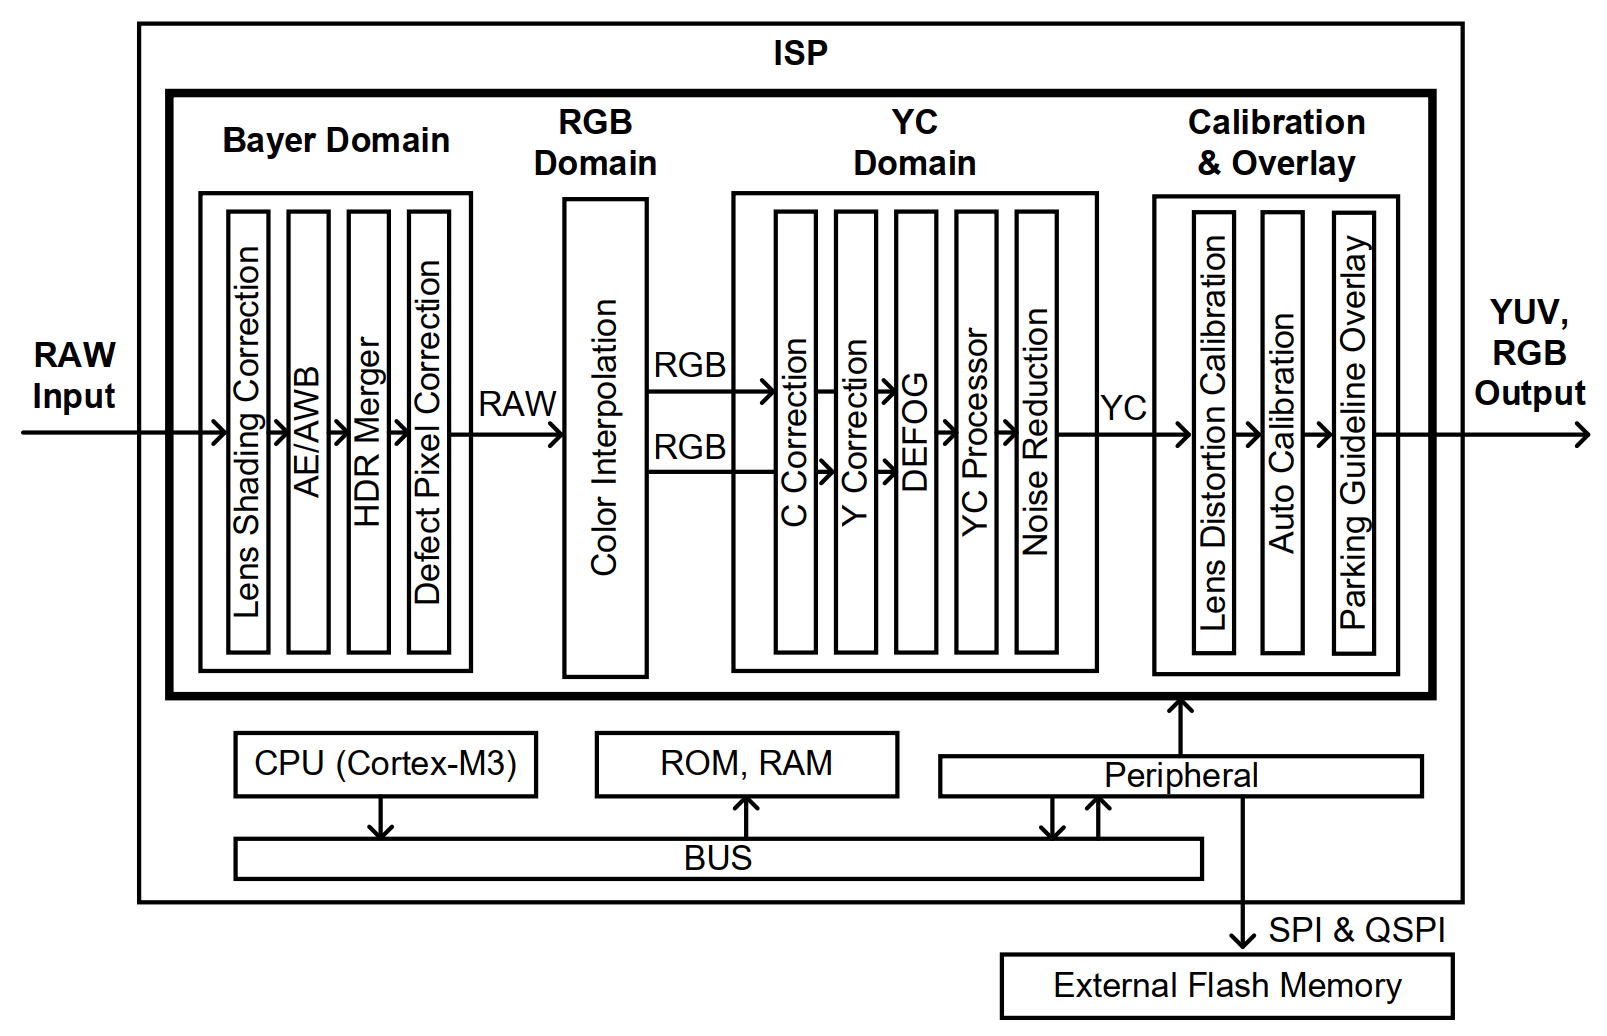 ISP
Bayer Domain
RGB
Domain
YC
Domain
Calibration
& Overlay
RAW
Input
Lens Shading Correction
AE/AWB
HDR Merger
Defect Pixel Correction
RAW
Color Interpolation
RGB
RGB
C Correction
Y Correction
DEFOG
YC Processor
Noise Reduction
YC
Lens Distortion Calibration
Auto Calibration
Parking Guideline Overlay
YUV,
RGB
Output
CPU (Cortex-M3)
ROM, RAM
Peripheral
BUS
SPI & QSPI
External Flash Memory